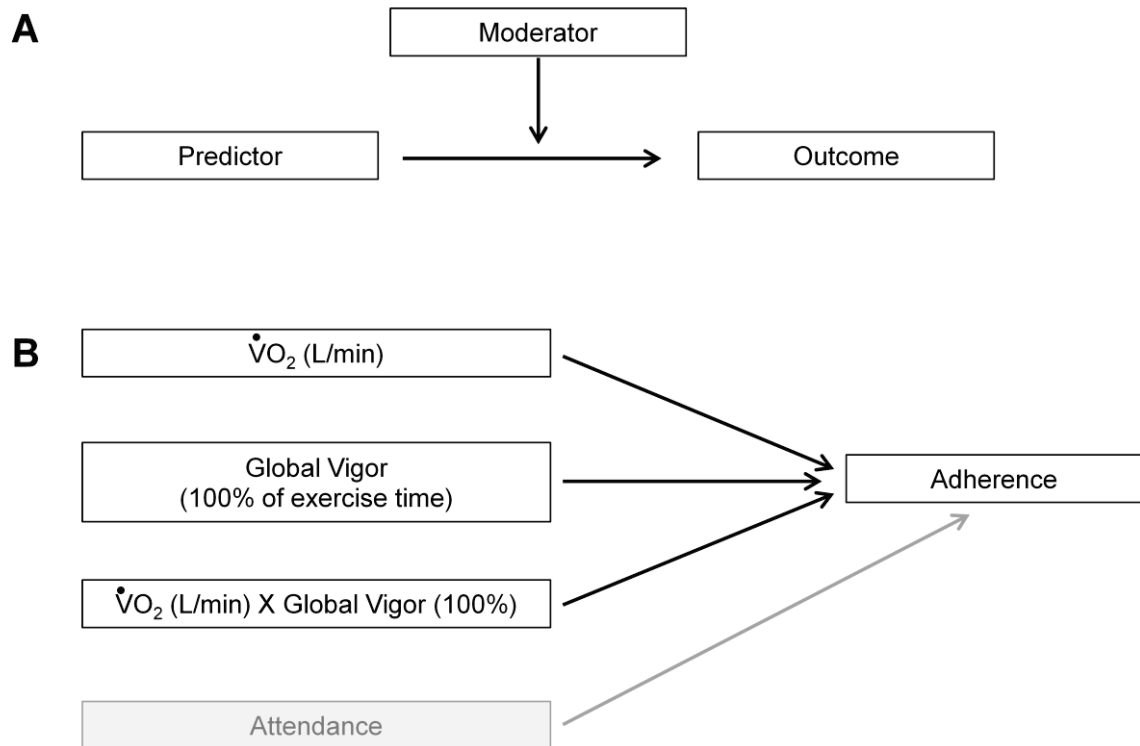 A
Moderator
Predictor
Outcome
B
V̇O₂ (L/min)
Global Vigor
(100% of exercise time)
Adherence
V̇O₂ (L/min) X Global Vigor (100%)
Attendance